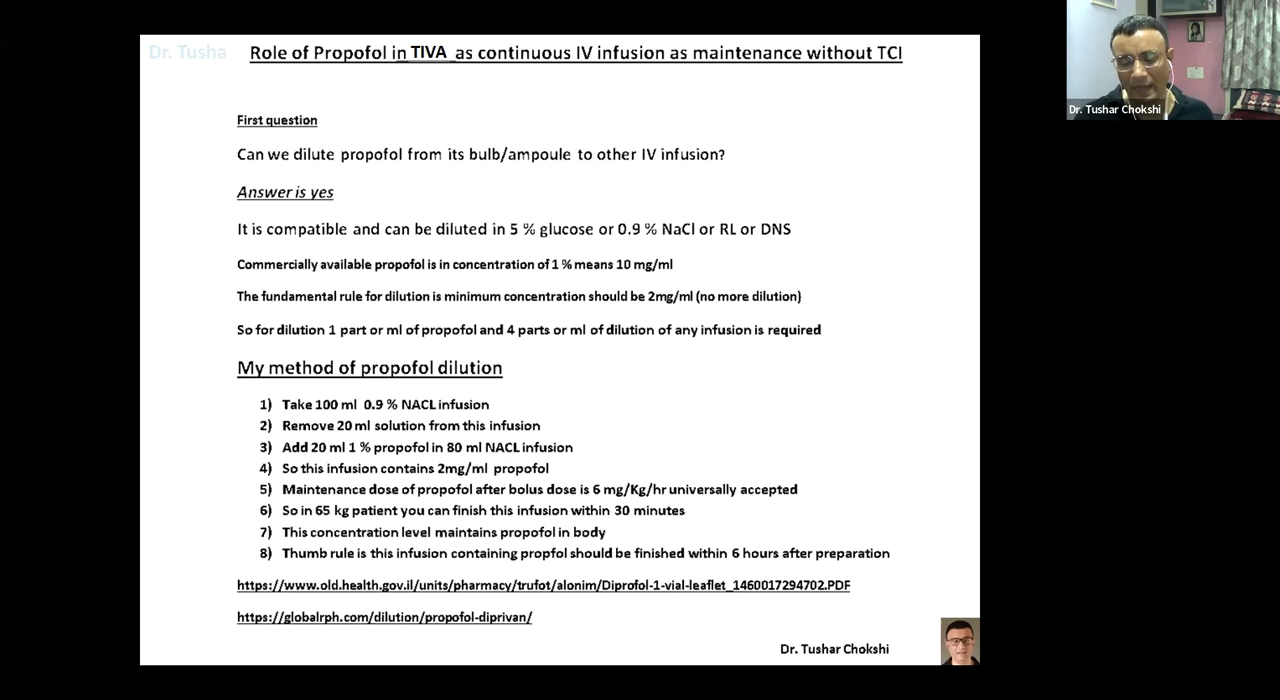 Dr. Tusha
Role of Propofol in TIVA as continuous IV infusion as maintenance without TCI
First question
Can we dilute propofol from its bulb/ampoule to other IV infusion?
Answer is yes
It is compatible and can be diluted in 5 % glucose or 0.9 % NaCl or RL or DNS
Commercially available propofol is in concentration of 1 % means 10 mg/ml
The fundamental rule for dilution is minimum concentration should be 2mg/ml (no more dilution)
So for dilution 1 part or ml of propofol and 4 parts or ml of dilution of any infusion is required
My method of propofol dilution
1) Take 100 ml 0.9 % NACL infusion
2) Remove 20 ml solution from this infusion
3) Add 20 ml 1 % propofol in 80 ml NACL infusion
4) So this infusion contains 2mg/ml propofol
5) Maintenance dose of propofol after bolus dose is 6 mg/Kg/hr universally accepted
6) So in 65 kg patient you can finish this infusion within 30 minutes
7) This concentration level maintains propofol in body
8) Thumb rule is this infusion containing propfol should be finished within 6 hours after preparation
https://www.old.health.gov.il/units/pharmacy/trufot/alonim/Diprofol-1-vial-leaflet_1460017294702.PDF
https://globalrph.com/dilution/propofol-diprivan/
Dr. Tushar Chokshi
Dr. Tushar Chokshi